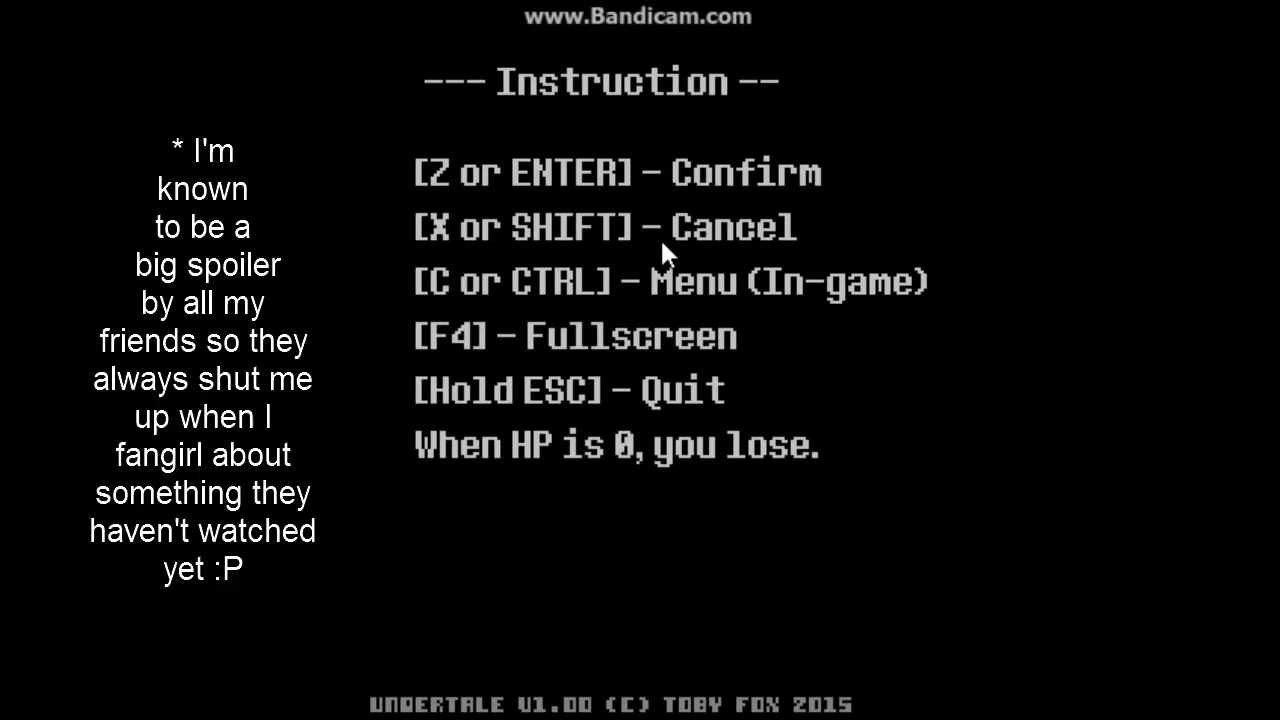 www.Bandicam.com
--- Instruction --
* I'm
known
to be a
big spoiler
by all my
friends so they
always shut me
up when I
fangirl about
something they
haven't watched
yet :P
[Z or ENTER] - Confirm
[X or SHIFT] - Cancel
[C or CTRL] - Menu (In-game)
[F4] - Fullscreen
[Hold ESC] - Quit
When HP is 0, you lose.
UNDERTALE V1.00 (C) TOBY FOX 2015